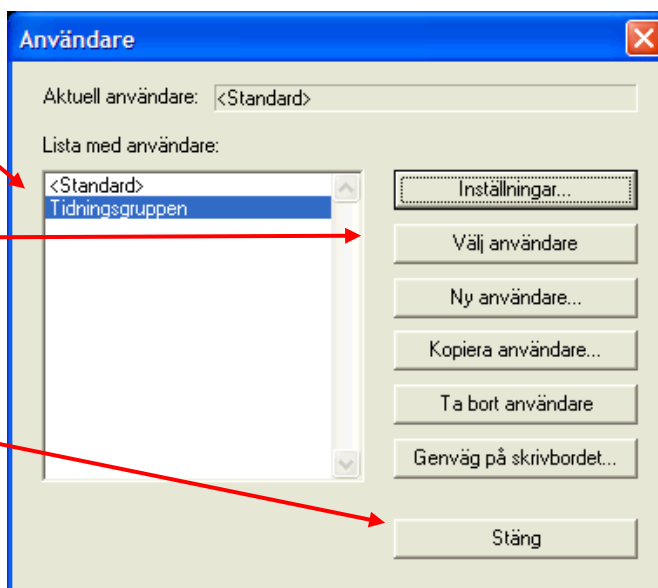 Användare
Aktuell användare: <Standard>
Lista med användare:
<Standard>
Tidningsgruppen
Inställningar...
Välj användare
Ny användare...
Kopiera användare...
Ta bort användare
Genväg på skrivbordet...
Stäng